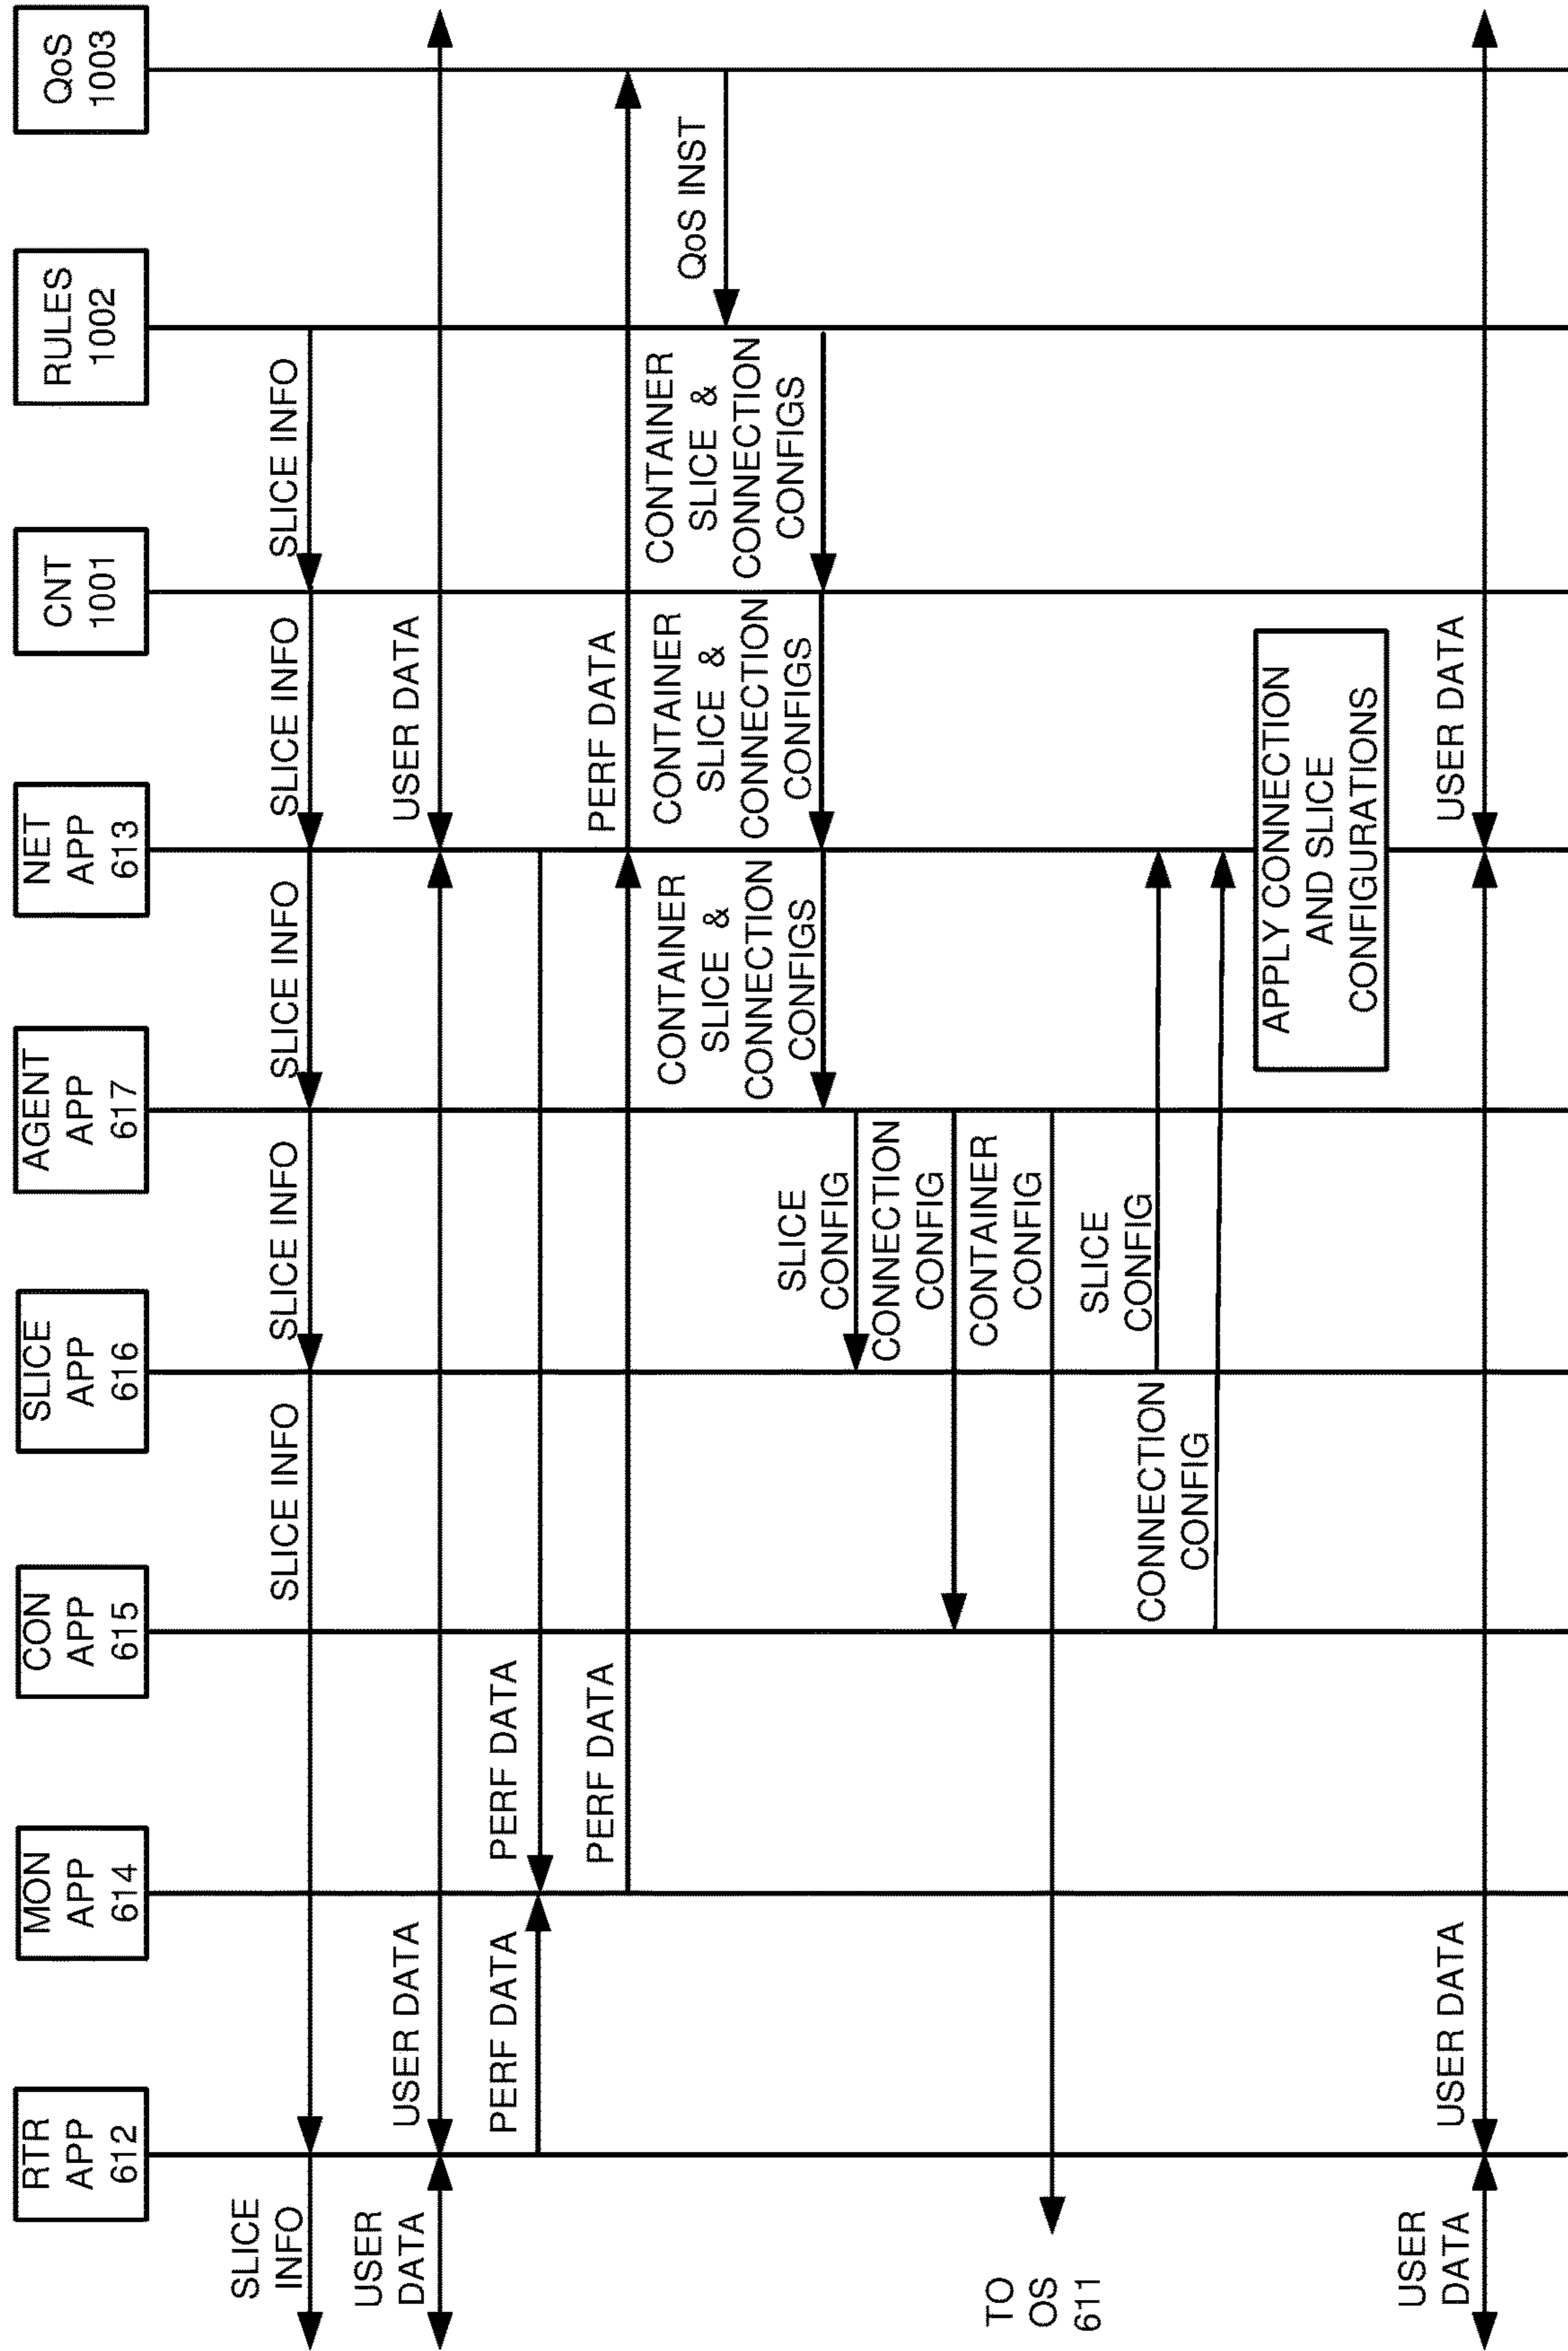 RTR
APP
612
MON
APP
614
CON
APP
615
SLICE
APP
616
AGENT
APP
617
NET
APP
613
CNT
1001
RULES
1002
QoS
1003
SLICE
INFO
SLICE INFO
SLICE INFO
SLICE INFO
SLICE INFO
SLICE INFO
USER
DATA
USER DATA
USER DATA
PERF DATA
PERF DATA
PERF DATA
PERF DATA
QoS INST
CONTAINER
SLICE &
CONNECTION
CONFIGS
CONTAINER
SLICE &
CONNECTION
CONFIGS
CONTAINER
SLICE &
CONNECTION
CONFIGS
SLICE
CONFIG
CONNECTION
CONFIG
CONTAINER
CONFIG
TO
OS
611
SLICE
CONFIG
CONNECTION
CONFIG
APPLY CONNECTION
AND SLICE
CONFIGURATIONS
USER
DATA
USER DATA
USER DATA